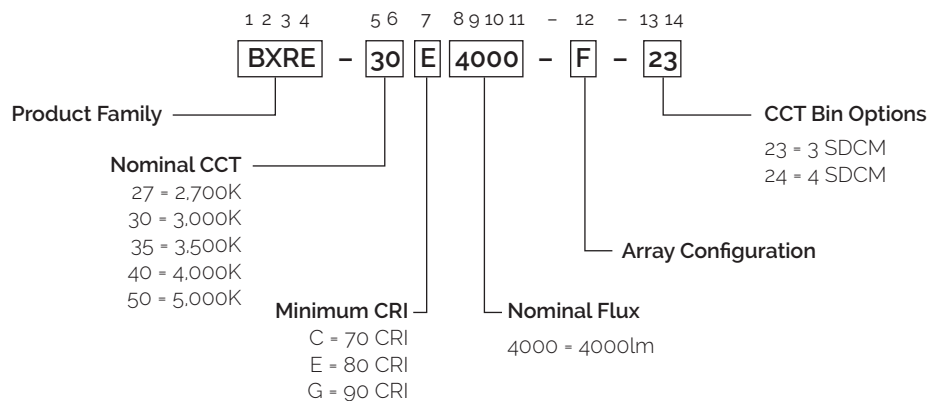 1 2 3 4 5 6 7 8 9 10 11 – 12 – 13 14
BXRE – 30 E 4000 – F – 23
Product Family
CCT Bin Options
23 = 3 SDCM
24 = 4 SDCM
Nominal CCT
27 = 2,700K
30 = 3,000K
35 = 3,500K
40 = 4,000K
50 = 5,000K
Array Configuration
Minimum CRI
C = 70 CRI
E = 80 CRI
G = 90 CRI
Nominal Flux
4000 = 4000lm